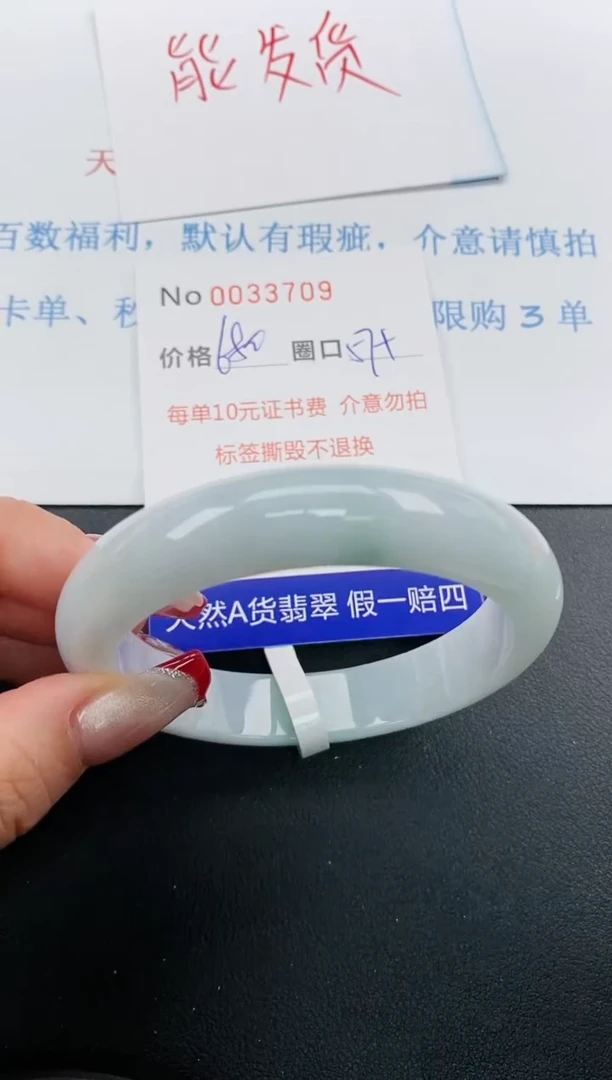 能发货
天
百数福利，默认有瑕疵．介意请慎拍
卡单、秒
限购 3 单
No 0033709
价格 680 圈口 57+
每单10元证书费 介意勿拍
标签撕毁不退换
天然A货翡翠 假一赔四